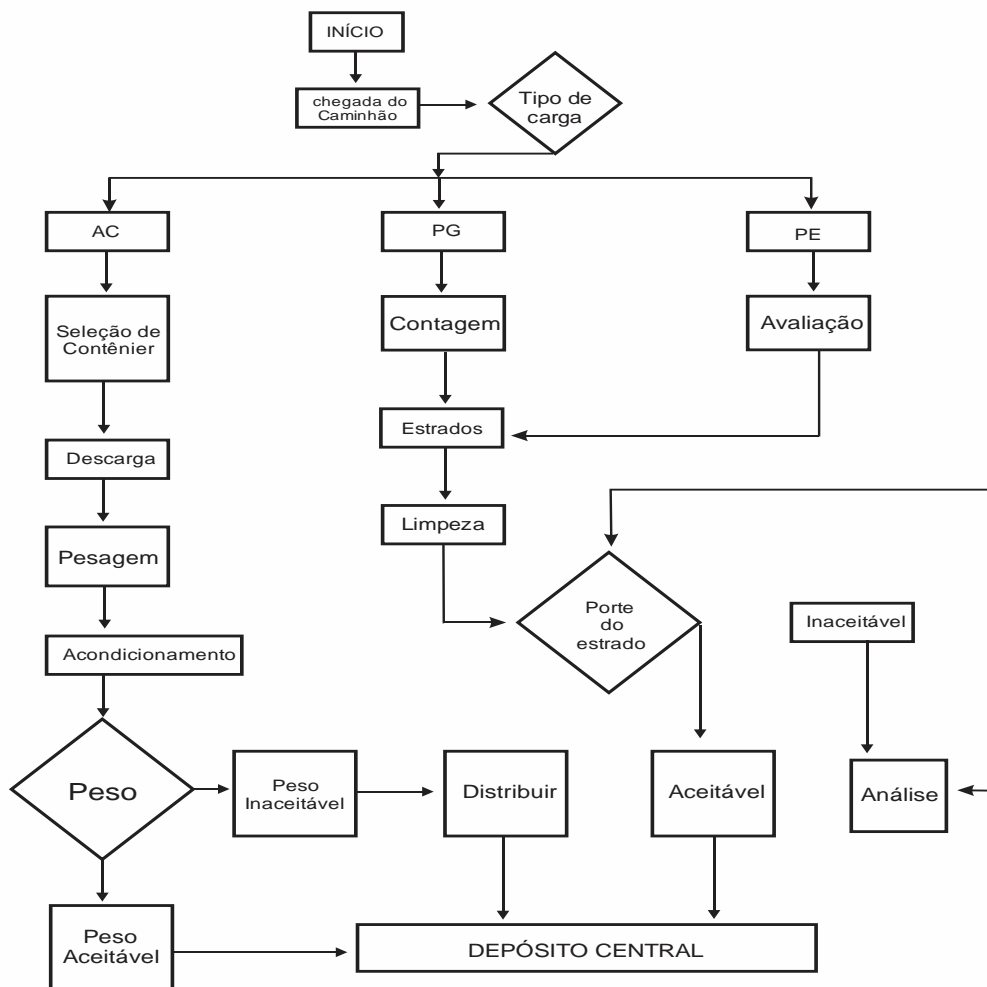 INÍCIO
chegada do
Caminhão
Tipo de
carga
AC
PG
PE
Seleção de
Contênier
Contagem
Avaliação
Estrados
Descarga
Limpeza
Pesagem
Porte
do
estrado
Inaceitável
Acondicionamento
Peso
Peso
Inaceitável
Distribuir
Aceitável
Análise
Peso
Aceitável
DEPÓSITO CENTRAL